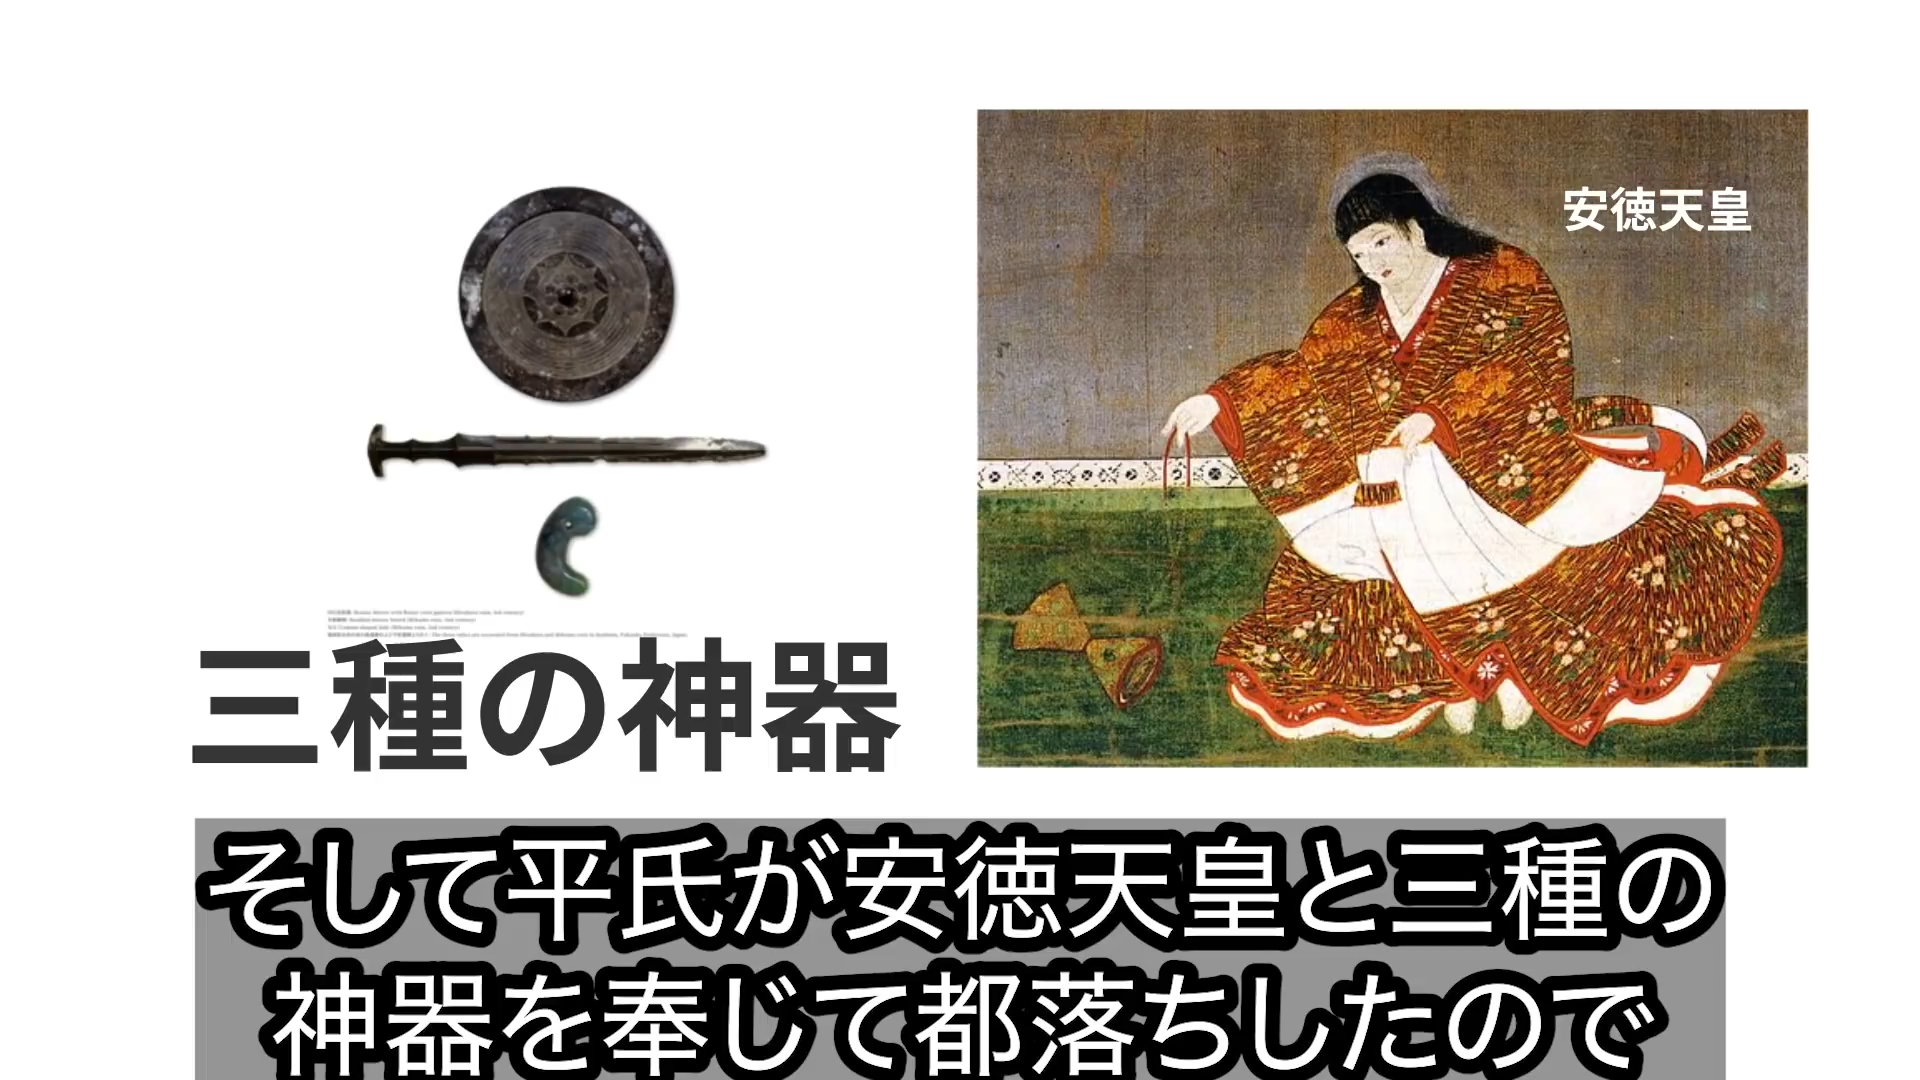 安徳天皇
三種の神器
そして平氏が安徳天皇と三種の
神器を奉じて都落ちしたので